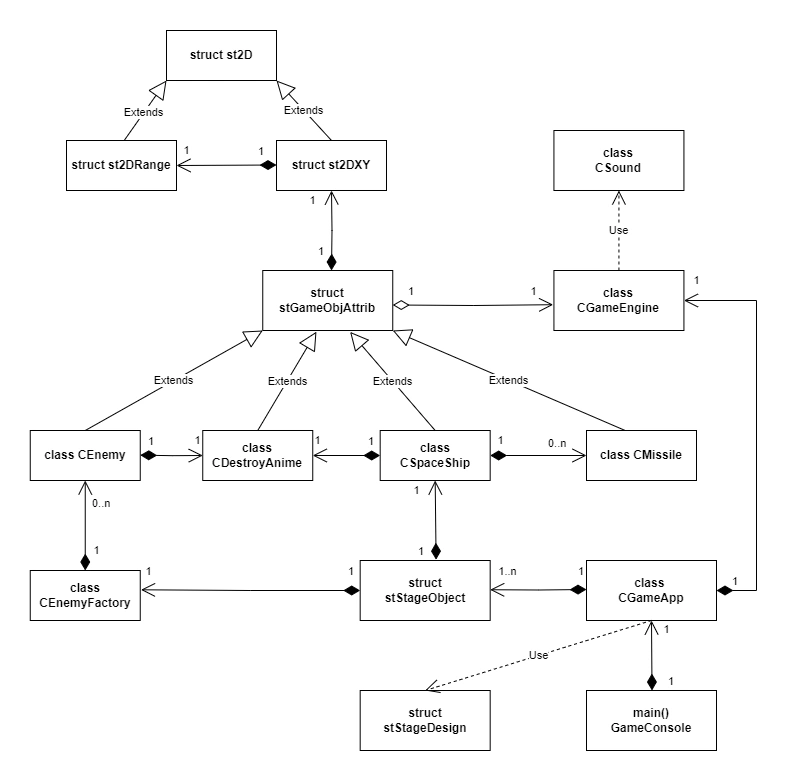 struct st2D
Extends
Extends
struct st2DRange
1
1
struct st2DXY
class
CSound
1
Use
1
struct
stGameObjAttrib
1
1
class
CGameEngine
1
Extends
Extends
Extends
Extends
class CEnemy
1
1
class
CDestroyAnime
1
1
class
CSpaceShip
1
0..n
class CMissile
0..n
1
1
1
class
CEnemyFactory
1
1
struct
stStageObject
1..n
1
class
CGameApp
1
Use
1
1
struct
stStageDesign
main()
GameConsole